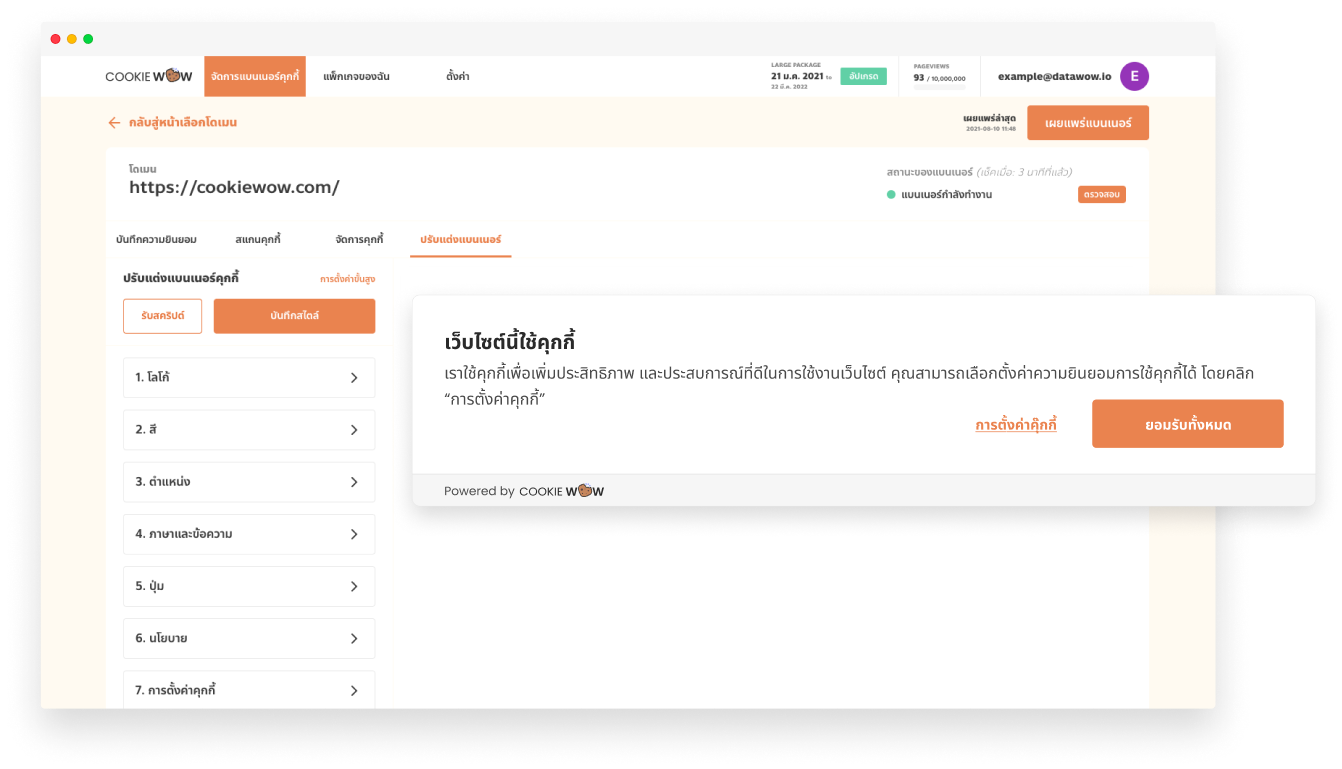 COOKIE WOW
จัดการแบนเนอร์คุกกี้
แพ็กเกจของฉัน
ตั้งค่า
LARGE PACKAGE
21 ม.ค. 2021 to
22 มี.ค. 2022
อัปเกรด
PAGEVIEWS
93 / 10,000,000
example@datawow.io
E
กลับสู่หน้าเลือกโดเมน
เผยแพร่ล่าสุด
2021-06-10 11:48
เผยแพร่แบนเนอร์
โดเมน
https://cookiewow.com/
สถานะของแบนเนอร์ (เช็คเมื่อ: 3 นาทีที่แล้ว)
แบนเนอร์กำลังทำงาน
ตรวจสอบ
บันทึกความยินยอม
สแกนคุกกี้
จัดการคุกกี้
ปรับแต่งแบนเนอร์
ปรับแต่งแบนเนอร์คุกกี้
การตั้งค่าขั้นสูง
รับสคริปต์
บันทึกสไตล์
1. โลโก้
2. สี
3. ตำแหน่ง
4. ภาษาและข้อความ
5. ปุ่ม
6. นโยบาย
7. การตั้งค่าคุกกี้
เว็บไซต์นี้ใช้คุกกี้
เราใช้คุกกี้เพื่อเพิ่มประสิทธิภาพ และประสบการณ์ที่ดีในการใช้งานเว็บไซต์ คุณสามารถเลือกตั้งค่าความยินยอมการใช้คุกกี้ได้ โดยคลิก
“การตั้งค่าคุกกี้”
การตั้งค่าคุ๊กกี้
ยอมรับทั้งหมด
Powered by COOKIE WOW